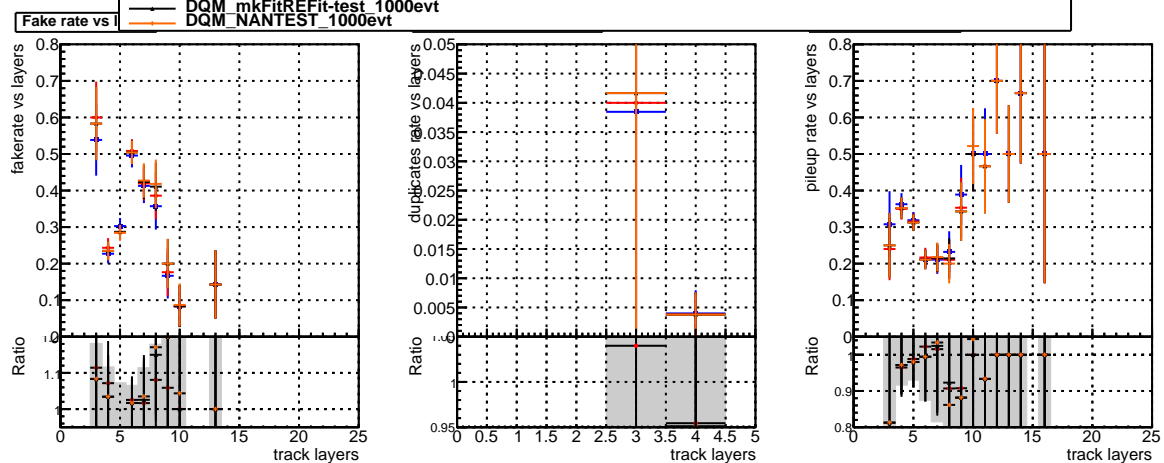 DQM_mkFitREFit-test_1000evt
DQM_NANTEST_1000evt
Fake rate vs l
fakerate vs layers
0.8
0.7
0.6
0.5
0.4
0.3
0.2
0.1
0
Ratio
1.1
1
0 5 10 15 20 25
track layers
duplicates rate vs layers
0.05
0.045
0.04
0.035
0.03
0.025
0.02
0.015
0.01
0.005
0
Ratio
1
0.95
0 0.5 1 1.5 2 2.5 3 3.5 4 4.5 5
track layers
pileup rate vs layers
0.8
0.7
0.6
0.5
0.4
0.3
0.2
0.1
0
Ratio
1
0.9
0.8
0 5 10 15 20 25
track layers